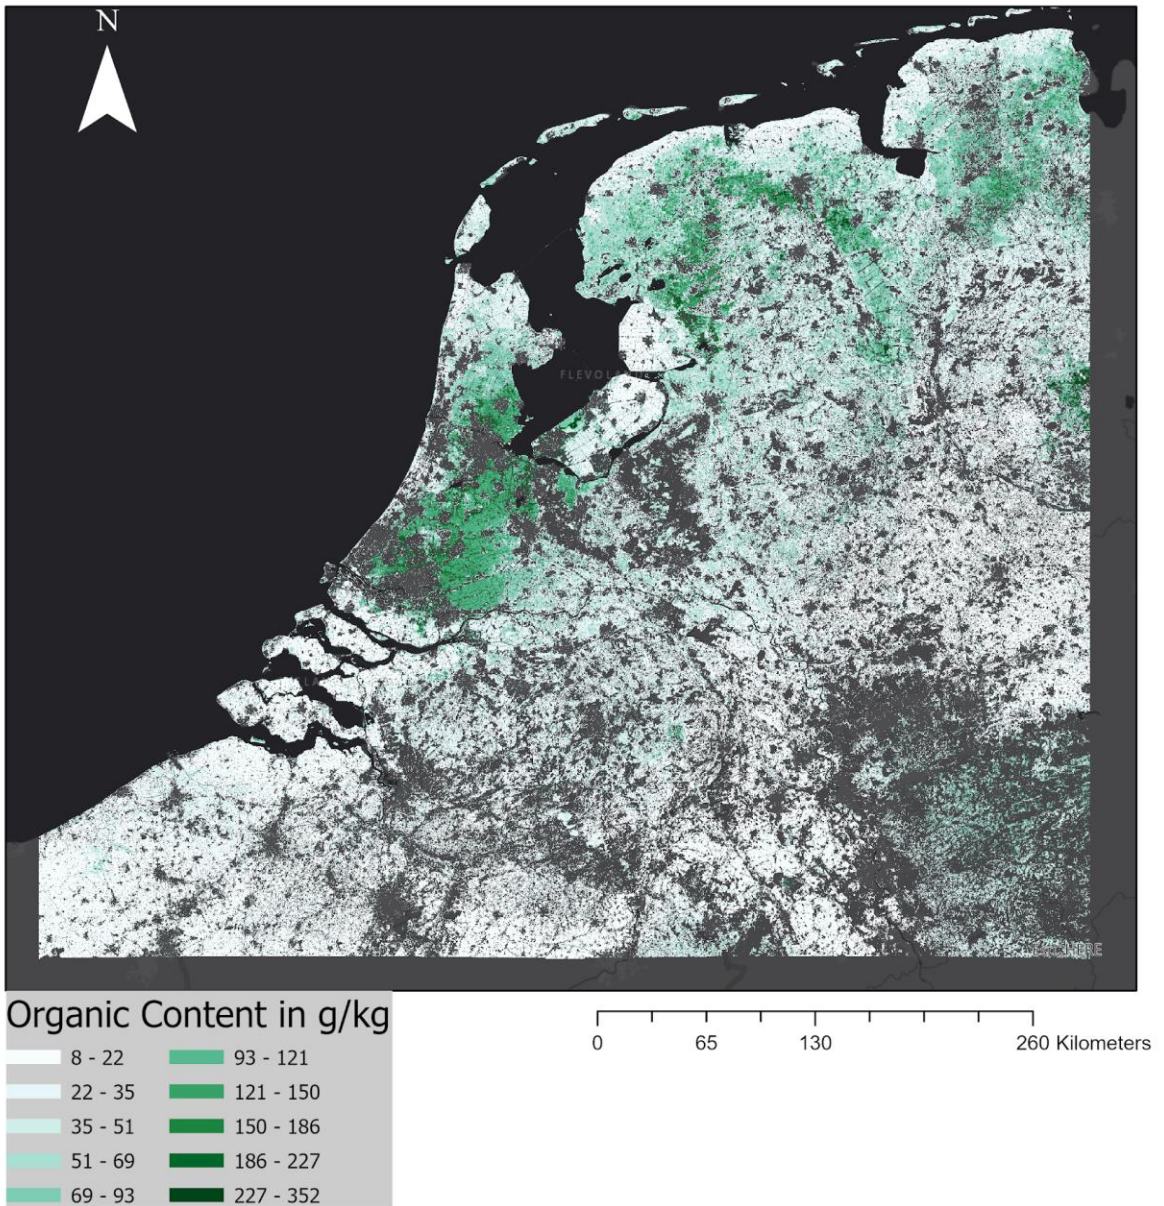 N
FLEVOLAND
HERE
Organic Content in g/kg
8 - 22
22 - 35
35 - 51
51 - 69
69 - 93
93 - 121
121 - 150
150 - 186
186 - 227
227 - 352
0 65 130 260 Kilometers